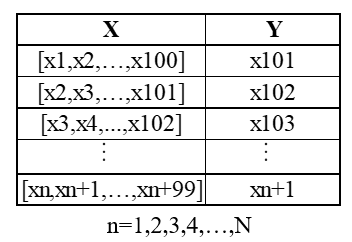 X Y
[x1,x2,…,x100] x101
[x2,x3,…,x101] x102
[x3,x4,...,x102] x103
⋮ ⋮
[xn,xn+1,…,xn+99] xn+1
n=1,2,3,4,…,N